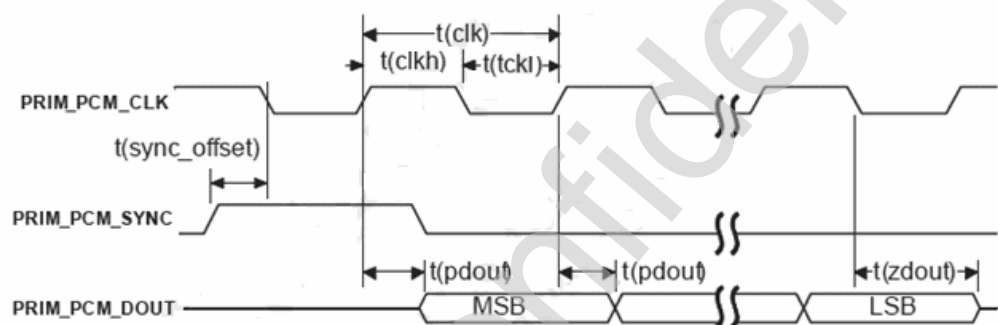 t(clk)
t(clkh)
t(tckl)
PRIM_PCM_CLK
t(sync_offset)
PRIM_PCM_SYNC
t(pdout)
t(pdout)
t(zdout)
PRIM_PCM_DOUT
MSB
LSB